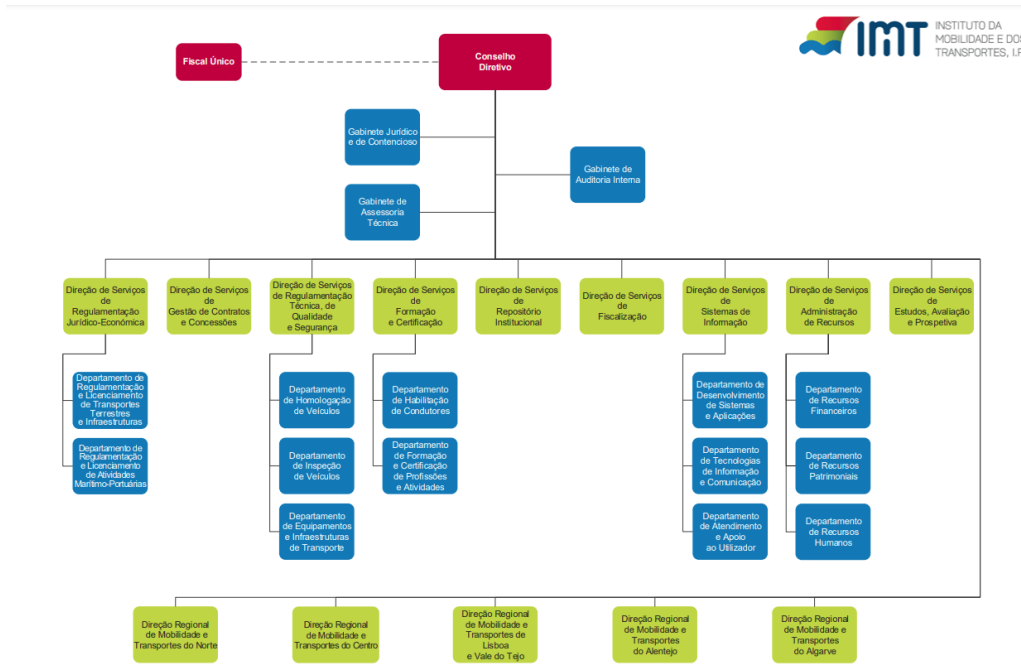 IMT
INSTITUTO DA
MOBILIDADE E DOS
TRANSPORTES, I.P
Fiscal Único
Conselho
Diretivo
Gabinete Jurídico
e de Contencioso
Gabinete de
Auditoria Interna
Gabinete de
Assessoria
Técnica
Direção de Serviços
de
Regulamentação
Jurídico-Económica
Direção de Serviços
de
Gestão de Contratos
e Concessões
Direção de Serviços
de Regulamentação
Técnica, de
Qualidade
e Segurança
Direção de Serviços
de
Formação
e Certificação
Direção de Serviços
de
Repositório
Institucional
Direção de Serviços
de
Fiscalização
Direção de Serviços
de
Sistemas de
Informação
Direção de Serviços
de
Administração
de Recursos
Direção de Serviços
de
Estudos, Avaliação
e Prospetiva
Departamento de
Regulamentação
e Licenciamento
de Transportes
Terrestres
e Infraestruturas
Departamento
de Homologação
de Veículos
Departamento
de Habilitação
de Condutores
Departamento de
Desenvolvimento
de Sistemas
e Aplicações
Departamento
de Recursos
Financeiros
Departamento de
Regulamentação
e Licenciamento
de Atividades
Marítimo-Portuárias
Departamento
de Inspeção
de Veículos
Departamento
de Formação
e Certificação
de Profissões
e Atividades
Departamento
de Tecnologias
de Informação
e Comunicação
Departamento
de Recursos
Patrimoniais
Departamento
de Equipamentos
e Infraestruturas
de Transporte
Departamento
de Atendimento
e Apoio
ao Utilizador
Departamento
de Recursos
Humanos
Direção Regional
de Mobilidade e
Transportes do Norte
Direção Regional
de Mobilidade e
Transportes do Centro
Direção Regional
de Mobilidade e
Transportes de
Lisboa
e Vale do Tejo
Direção Regional
de Mobilidade e
Transportes
do Alentejo
Direção Regional
de Mobilidade e
Transportes
do Algarve